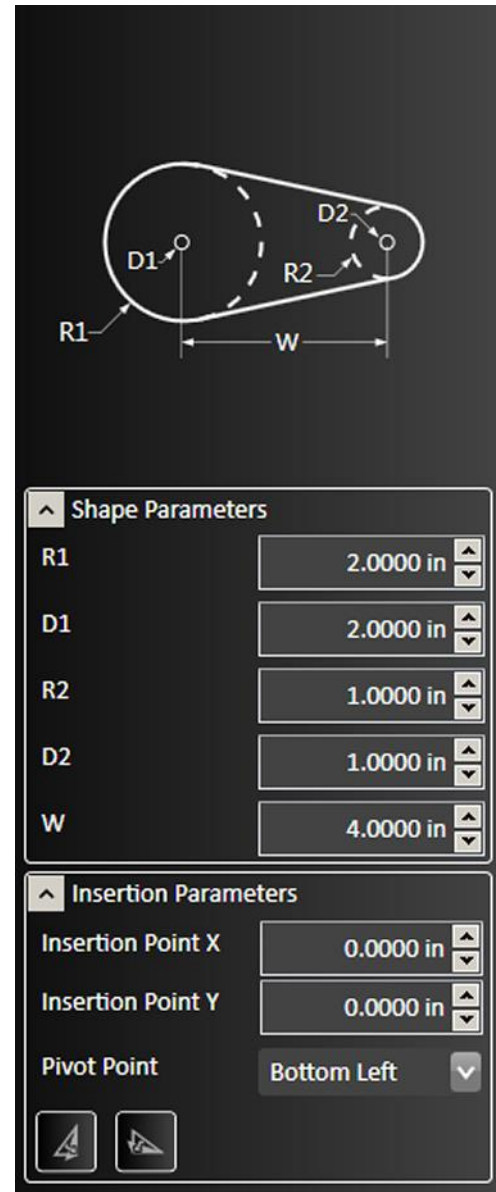 D2
D1
R2
R1
W
Shape Parameters
R1 2.0000 in
D1 2.0000 in
R2 1.0000 in
D2 1.0000 in
W 4.0000 in
Insertion Parameters
Insertion Point X 0.0000 in
Insertion Point Y 0.0000 in
Pivot Point Bottom Left